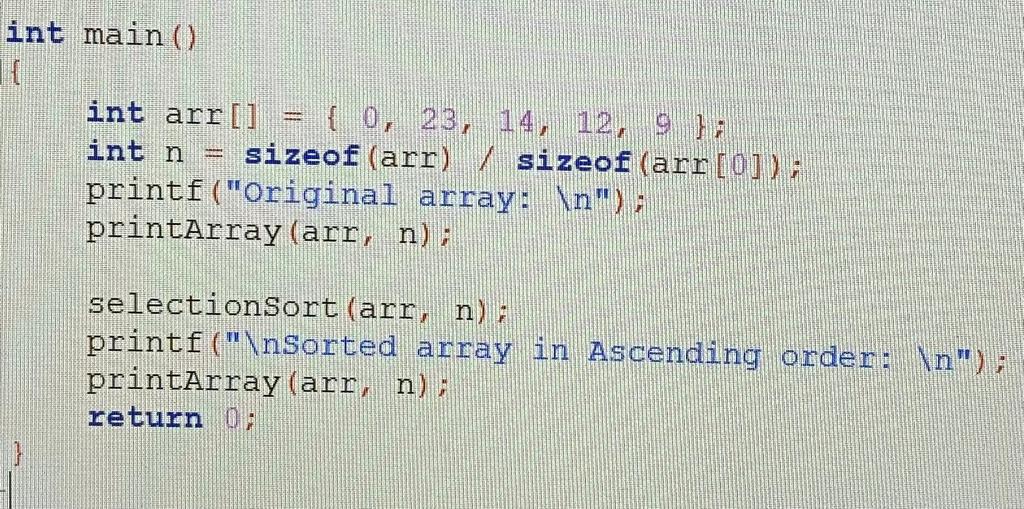 int main()
{
int arr[] = { 0, 23, 14, 12, 9 };
int n = sizeof(arr) / sizeof(arr[0]);
printf("Original array: \n");
printArray(arr, n);
selectionSort(arr, n);
printf("\nSorted array in Ascending order: \n");
printArray(arr, n);
return 0;
}